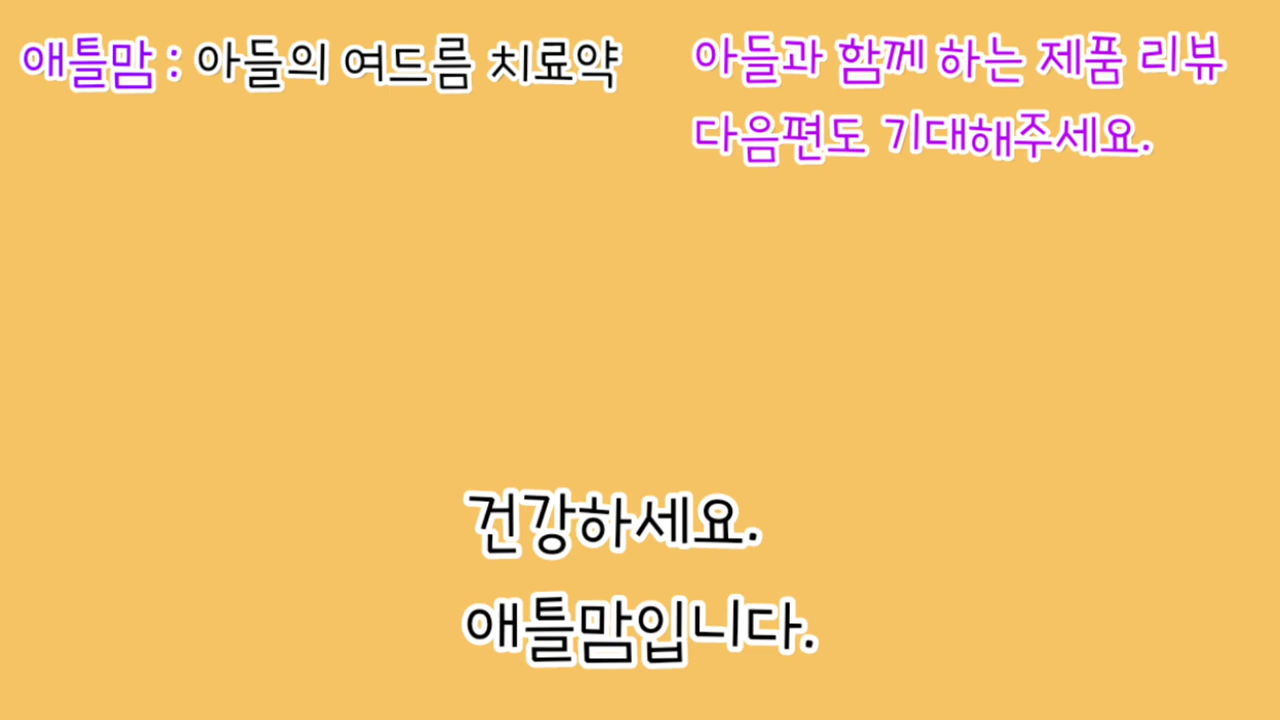 애틀맘 : 아들의 여드름 치료약
아들과 함께 하는 제품 리뷰
다음편도 기대해주세요.
건강하세요.
애틀맘입니다.